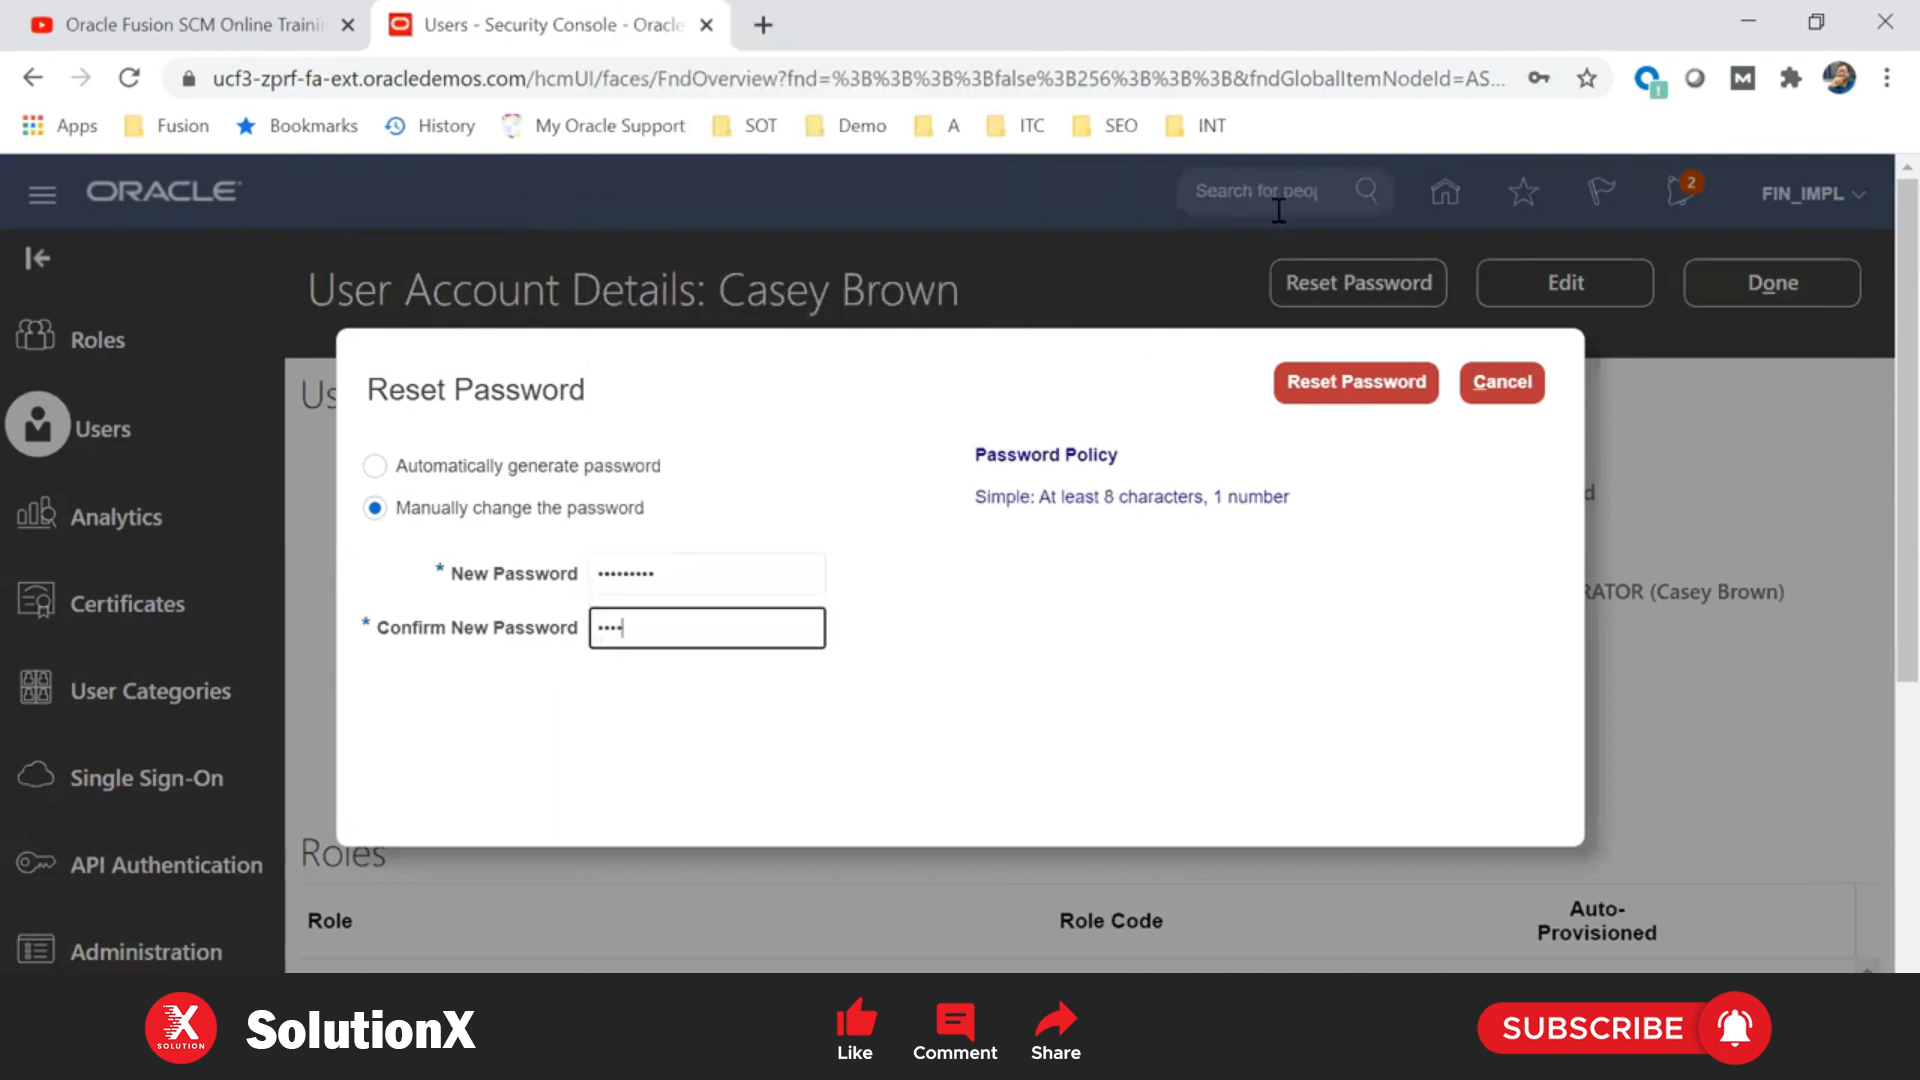 Oracle Fusion SCM Online Traini
Users - Security Console - Oracle
ucf3-zprf-fa-ext.oracledemos.com/hcmUI/faces/FndOverview?fnd=%3B%3B%3B%3Bfalse%3B256%3B%3B%3B&fndGlobalItemNodeId=AS...
Apps Fusion Bookmarks History My Oracle Support SOT Demo A ITC SEO INT
ORACLE
Search for peop
2
FIN_IMPL
User Account Details: Casey Brown
Reset Password
Edit
Done
Roles
Users
Analytics
Certificates
User Categories
Single Sign-On
API Authentication
Administration
Us
Reset Password
Reset Password
Cancel
Automatically generate password
Manually change the password
Password Policy
Simple: At least 8 characters, 1 number
* New Password •••••••••
* Confirm New Password ••••
d
RATOR (Casey Brown)
Roles
Role
Role Code
Auto-
Provisioned
X
SOLUTION
SolutionX
Like
Comment
Share
SUBSCRIBE